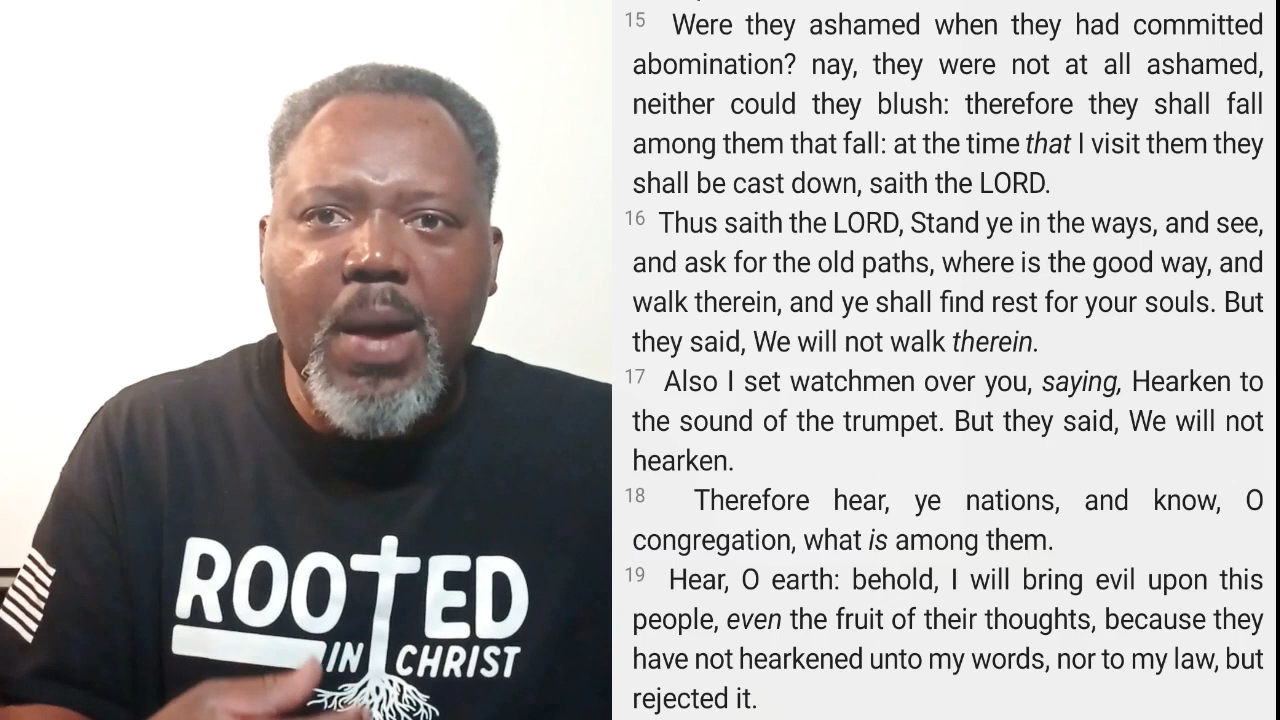 ROOTED
IN CHRIST
15 Were they ashamed when they had committed
abomination? nay, they were not at all ashamed,
neither could they blush: therefore they shall fall
among them that fall: at the time that I visit them they
shall be cast down, saith the LORD.
16 Thus saith the LORD, Stand ye in the ways, and see,
and ask for the old paths, where is the good way, and
walk therein, and ye shall find rest for your souls. But
they said, We will not walk therein.
17 Also I set watchmen over you, saying, Hearken to
the sound of the trumpet. But they said, We will not
hearken.
18 Therefore hear, ye nations, and know, O
congregation, what is among them.
19 Hear, O earth: behold, I will bring evil upon this
people, even the fruit of their thoughts, because they
have not hearkened unto my words, nor to my law, but
rejected it.